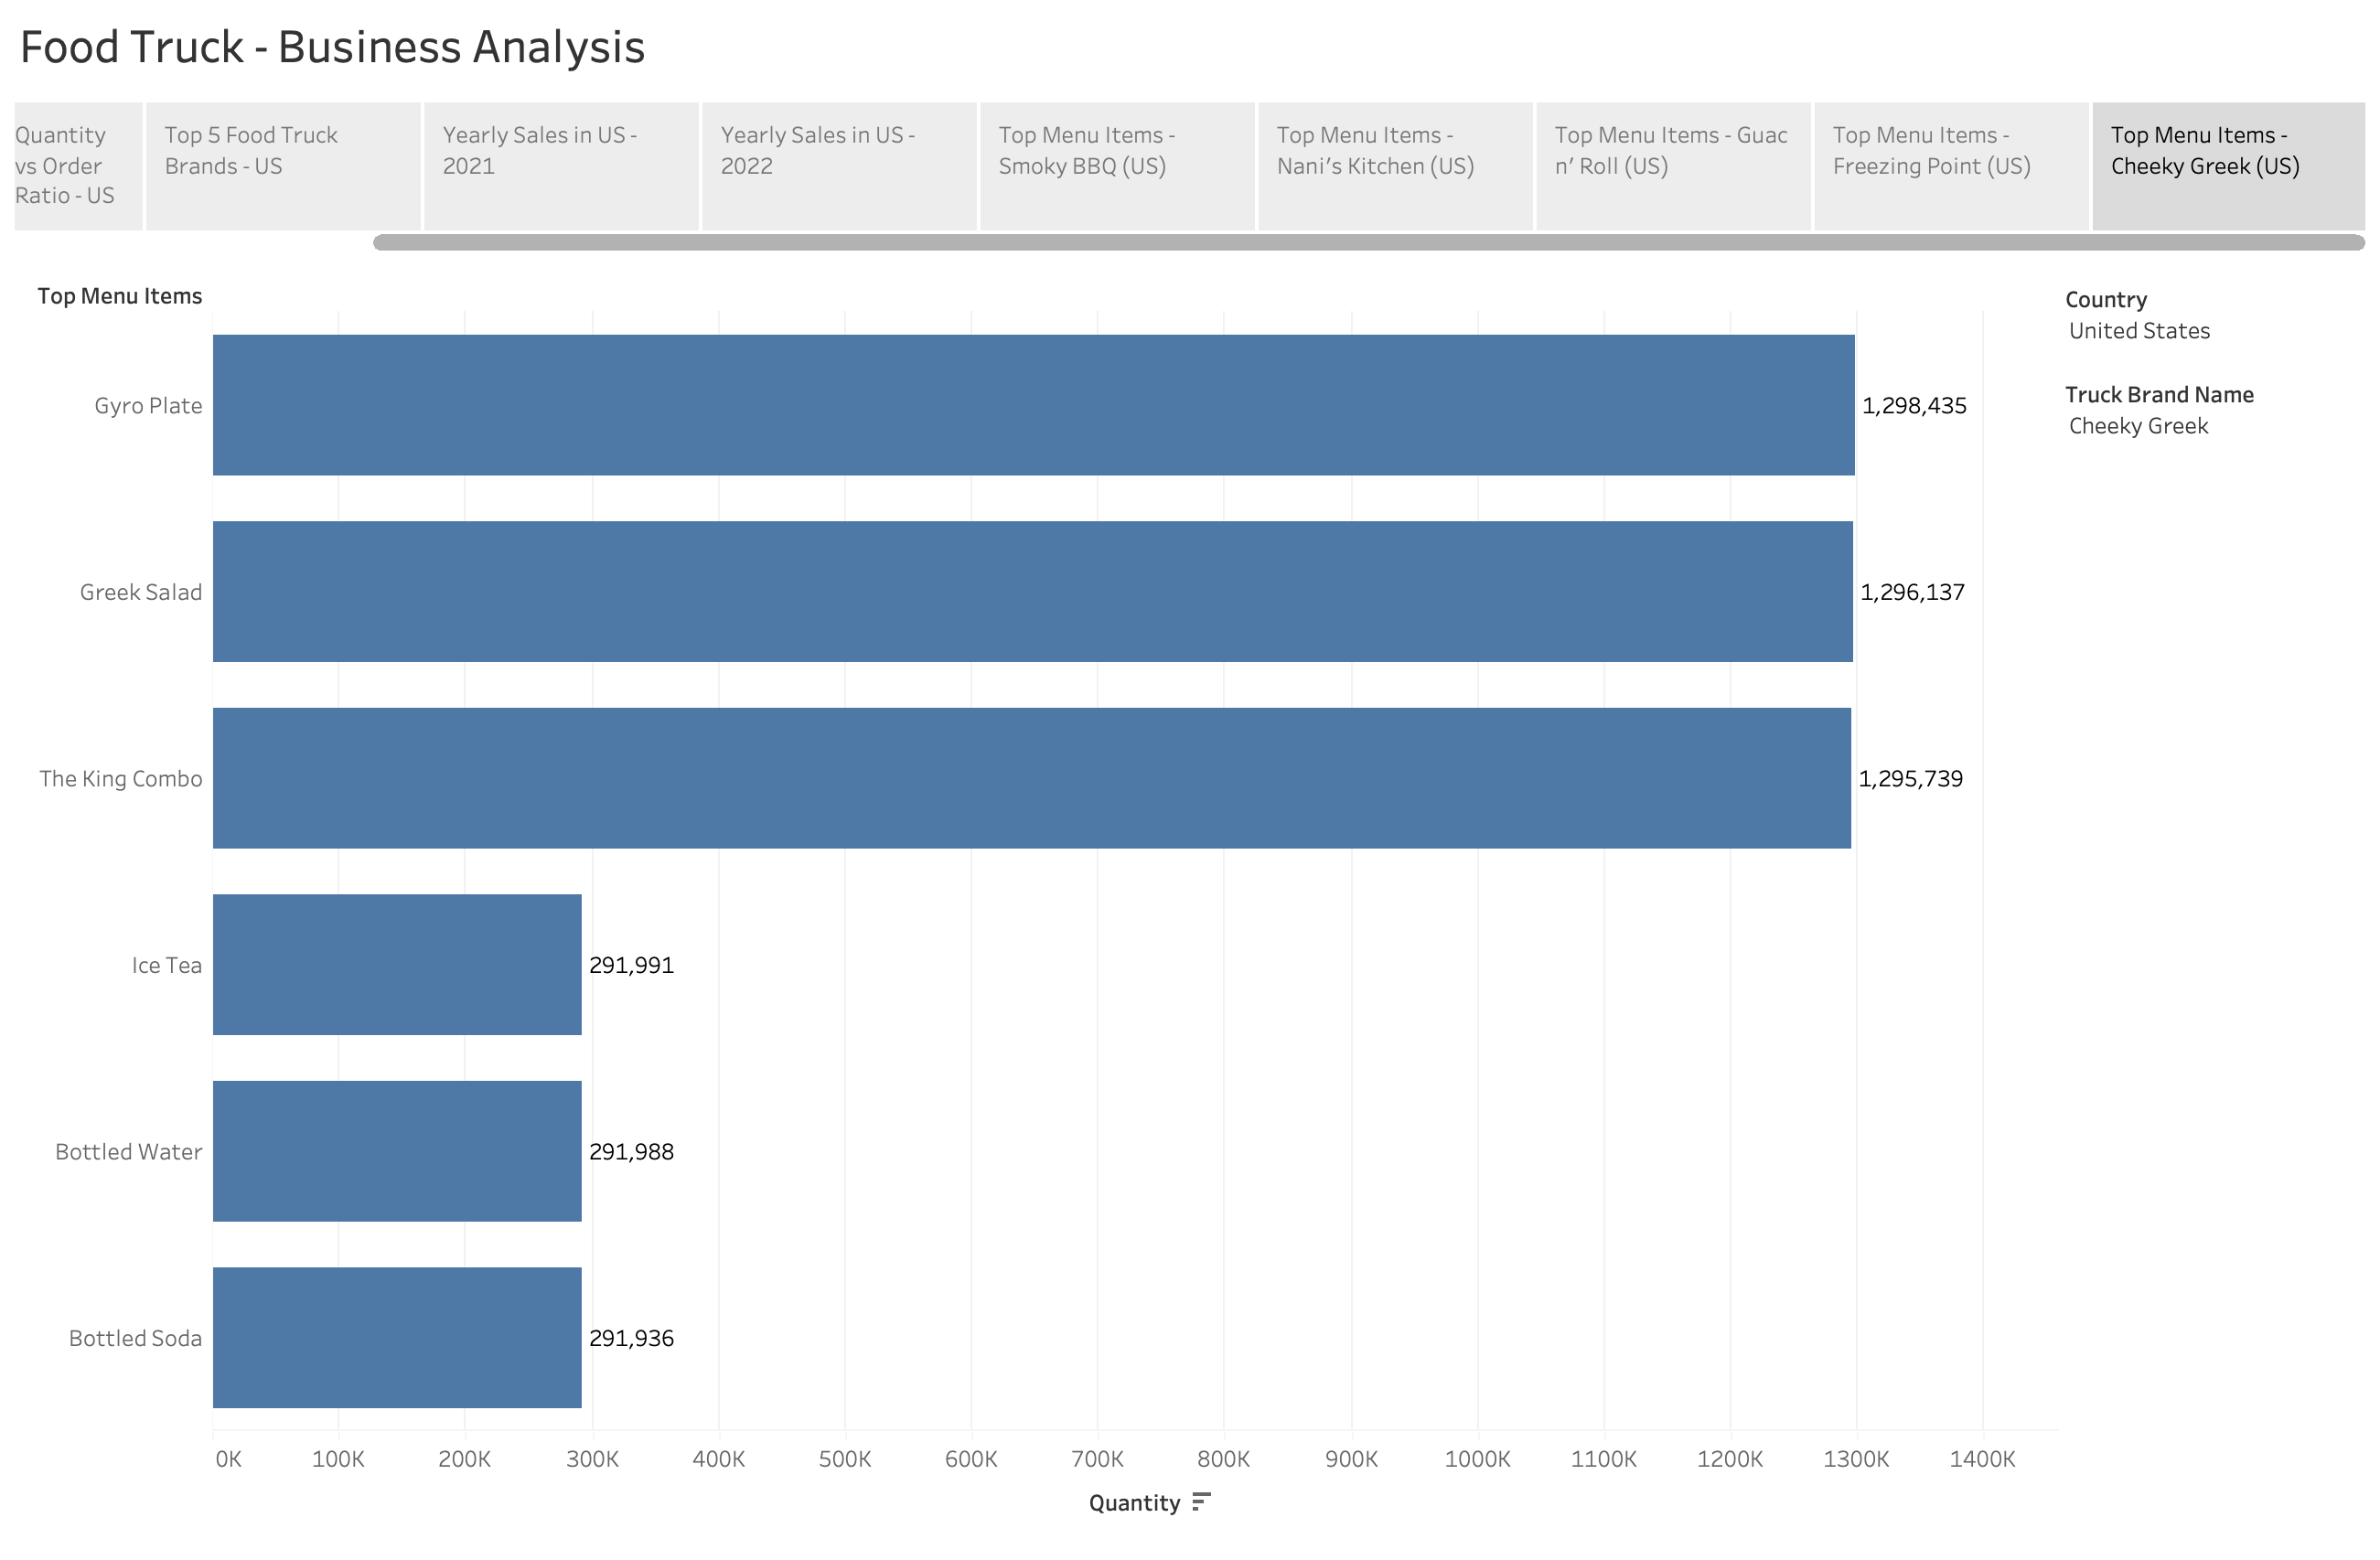 Food Truck - Business Analysis
Quantity
vs Order
Ratio - US
Top 5 Food Truck
Brands - US
Yearly Sales in US -
2021
Yearly Sales in US -
2022
Top Menu Items -
Smoky BBQ (US)
Top Menu Items -
Nani's Kitchen (US)
Top Menu Items - Guac
n' Roll (US)
Top Menu Items -
Freezing Point (US)
Top Menu Items -
Cheeky Greek (US)
Top Menu Items
Gyro Plate
1,298,435
Greek Salad
1,296,137
The King Combo
1,295,739
Ice Tea
291,991
Bottled Water
291,988
Bottled Soda
291,936
0K 100K 200K 300K 400K 500K 600K 700K 800K 900K 1000K 1100K 1200K 1300K 1400K
Quantity
Country
United States
Truck Brand Name
Cheeky Greek